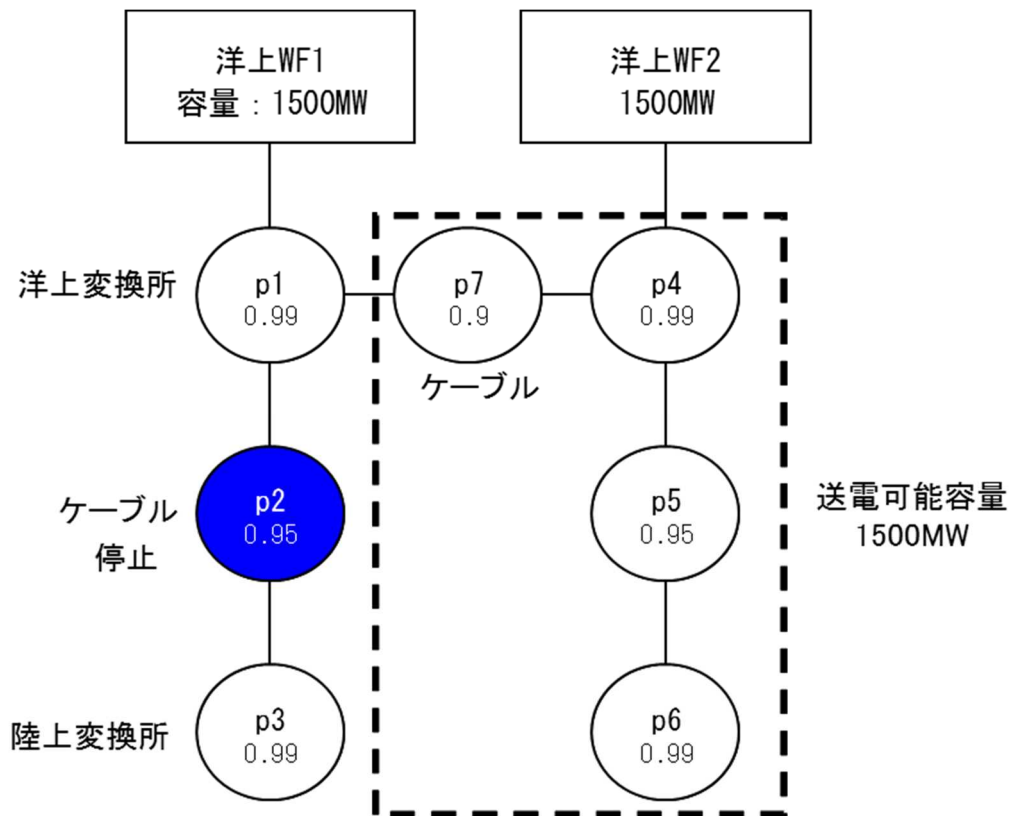 洋上WF1
容量：1500MW
洋上WF2
1500MW
洋上変換所
p1
0.99
p7
0.9
p4
0.99
ケーブル
ケーブル
停止
p2
0.95
p5
0.95
送電可能容量
1500MW
陸上変換所
p3
0.99
p6
0.99